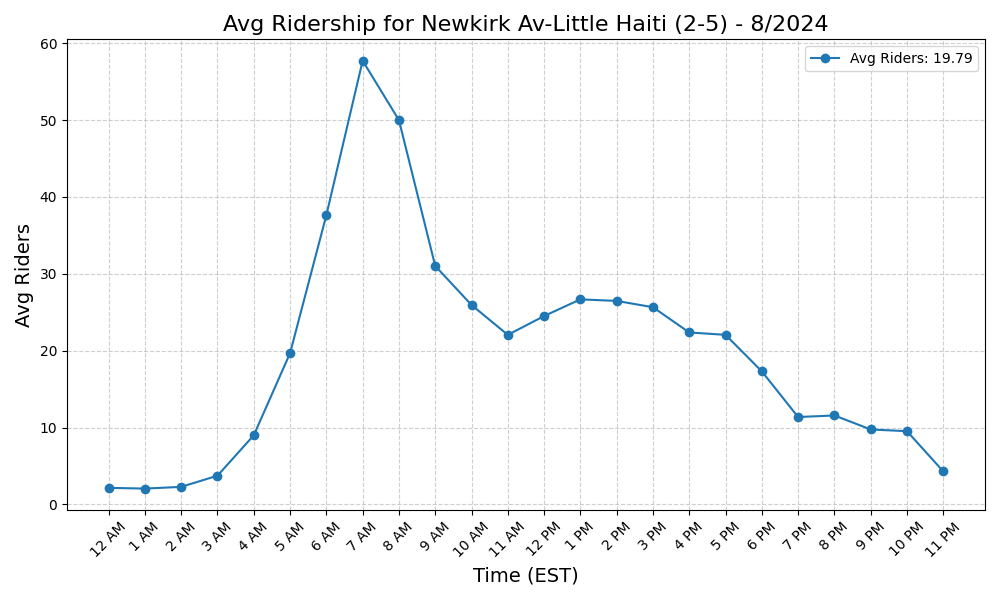 Avg Ridership for Newkirk Av-Little Haiti (2-5) - 8/2024
Avg Riders: 19.79
Avg Riders
60
50
40
30
20
10
0
12 AM
1 AM
2 AM
3 AM
4 AM
5 AM
6 AM
7 AM
8 AM
9 AM
10 AM
11 AM
12 PM
1 PM
2 PM
3 PM
4 PM
5 PM
6 PM
7 PM
8 PM
9 PM
10 PM
11 PM
Time (EST)